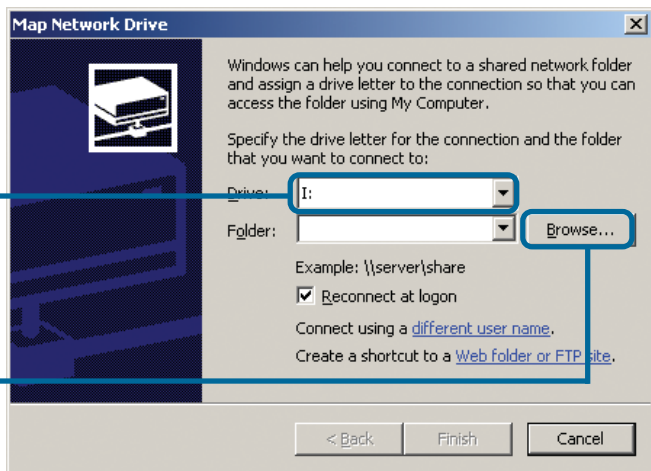 Map Network Drive
Windows can help you connect to a shared network folder
and assign a drive letter to the connection so that you can
access the folder using My Computer.
Specify the drive letter for the connection and the folder
that you want to connect to:
Drive: I:
Folder: Browse...
Example: \\server\share
Reconnect at logon
Connect using a different user name.
Create a shortcut to a Web folder or FTP site.
< Back Finish Cancel